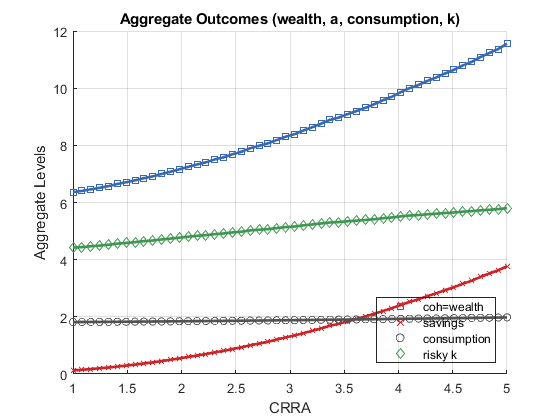 Aggregate Outcomes (wealth, a, consumption, k)
12
10
8
6
4
2
0
Aggregate Levels
coh=wealth
savings
consumption
risky k
1 1.5 2 2.5 3 3.5 4 4.5 5
CRRA